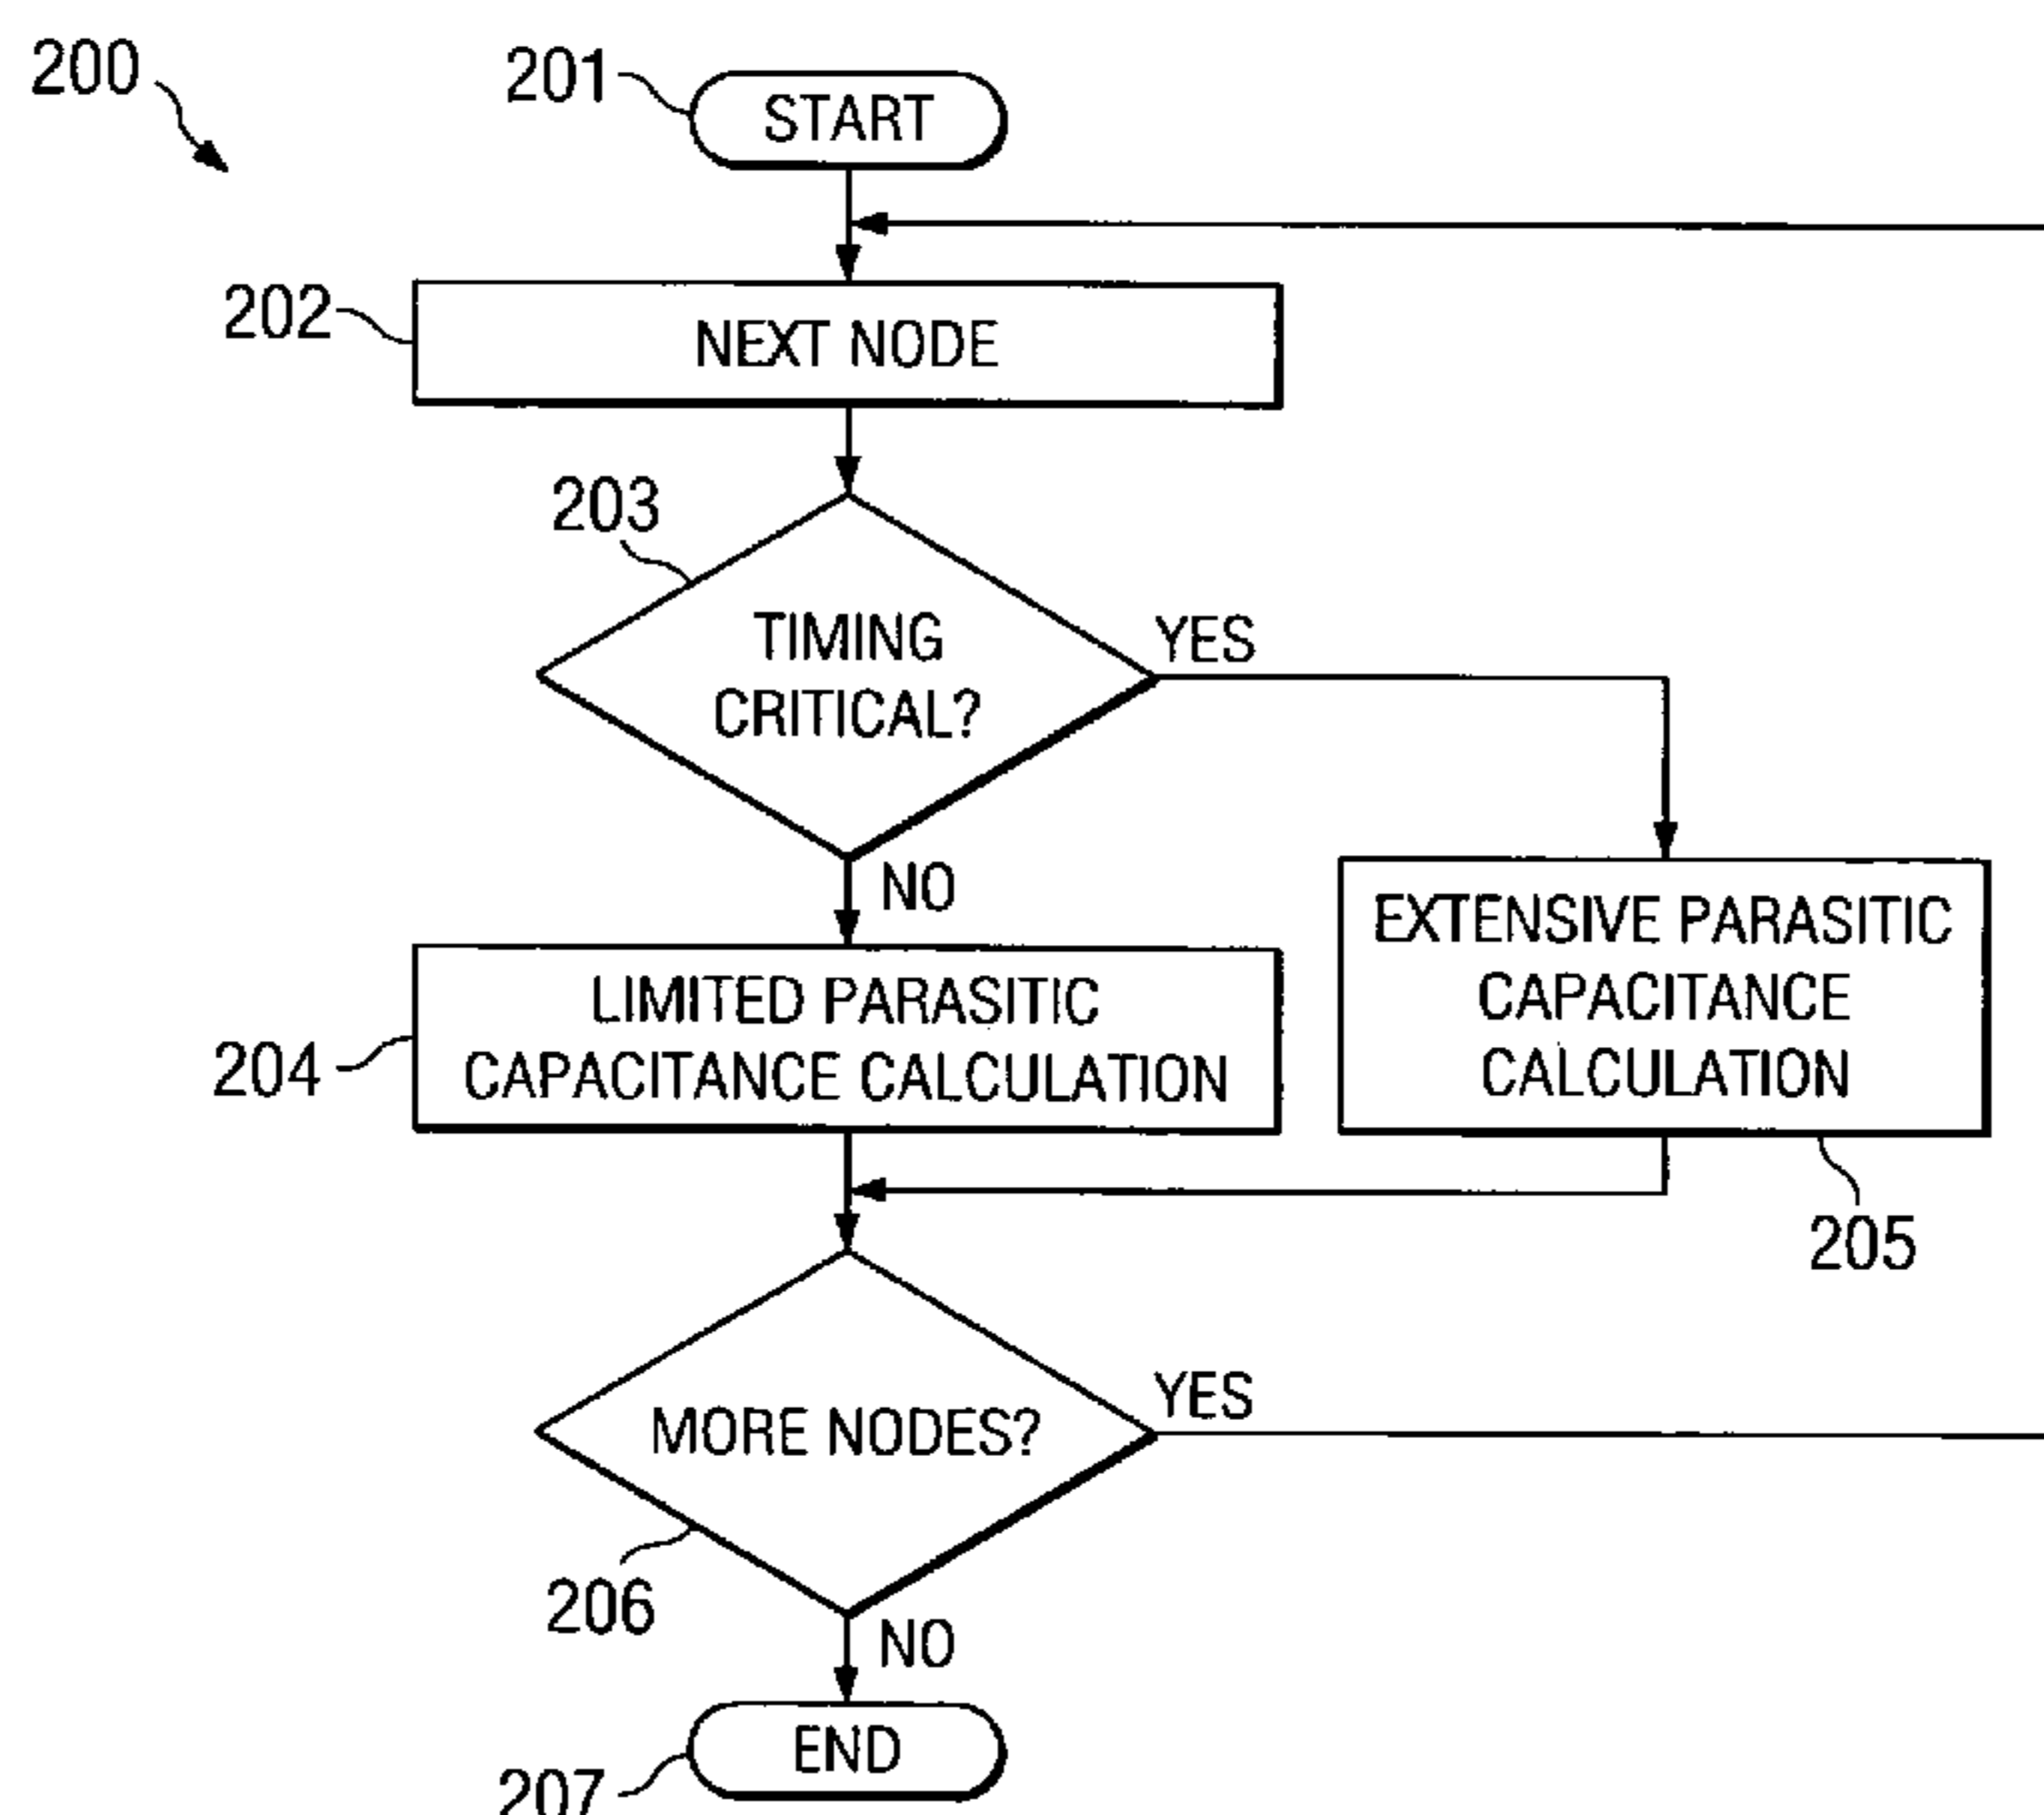 200
201
START
202
NEXT NODE
203
TIMING
CRITICAL?
YES
NO
204
LIMITED PARASITIC
CAPACITANCE CALCULATION
EXTENSIVE PARASITIC
CAPACITANCE
CALCULATION
205
MORE NODES?
YES
206
NO
END
207